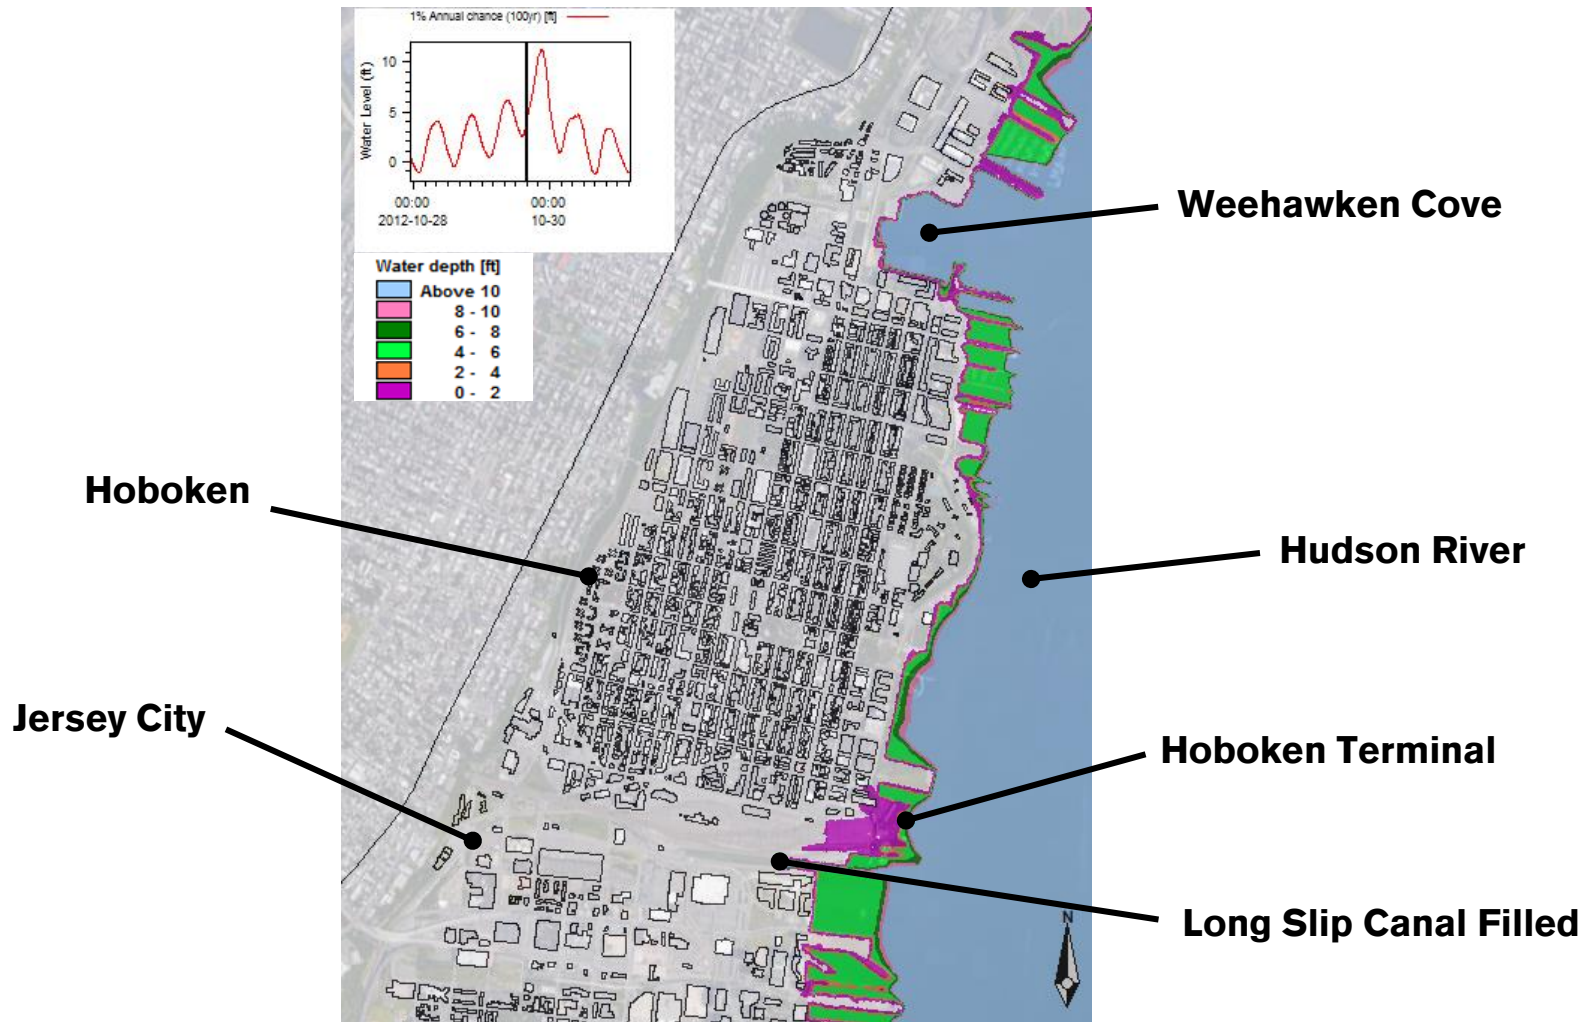 1% Annual chance (100yr) [ft]
Water Level (ft)
10
5
0
00:00
2012-10-28
00:00
10-30
Water depth [ft]
Above 10
8 - 10
6 - 8
4 - 6
2 - 4
0 - 2
Weehawken Cove
Hoboken
Hudson River
Jersey City
Hoboken Terminal
Long Slip Canal Filled
N